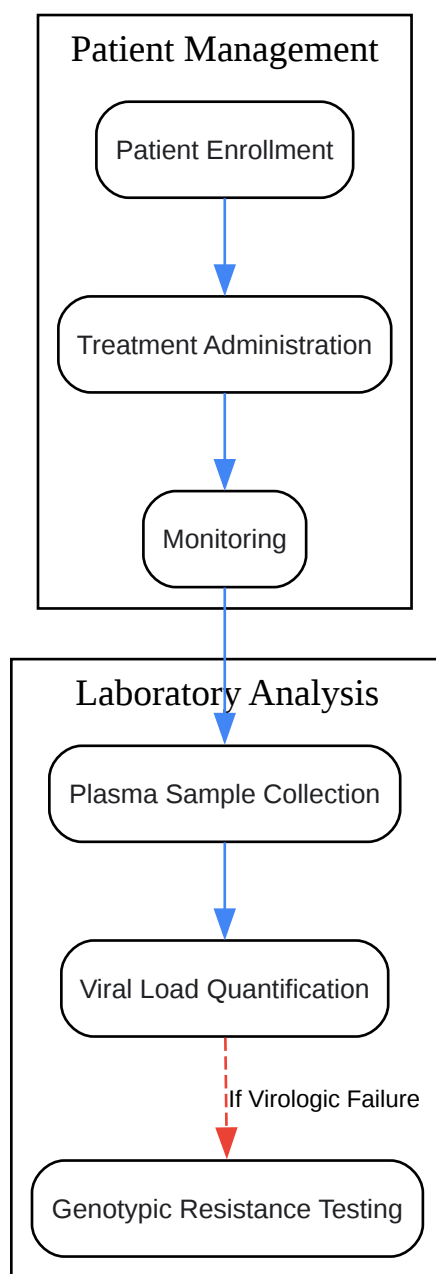 Patient Management
Patient Enrollment
Treatment Administration
Monitoring
Laboratory Analysis
Plasma Sample Collection
Viral Load Quantification
If Virologic Failure
Genotypic Resistance Testing